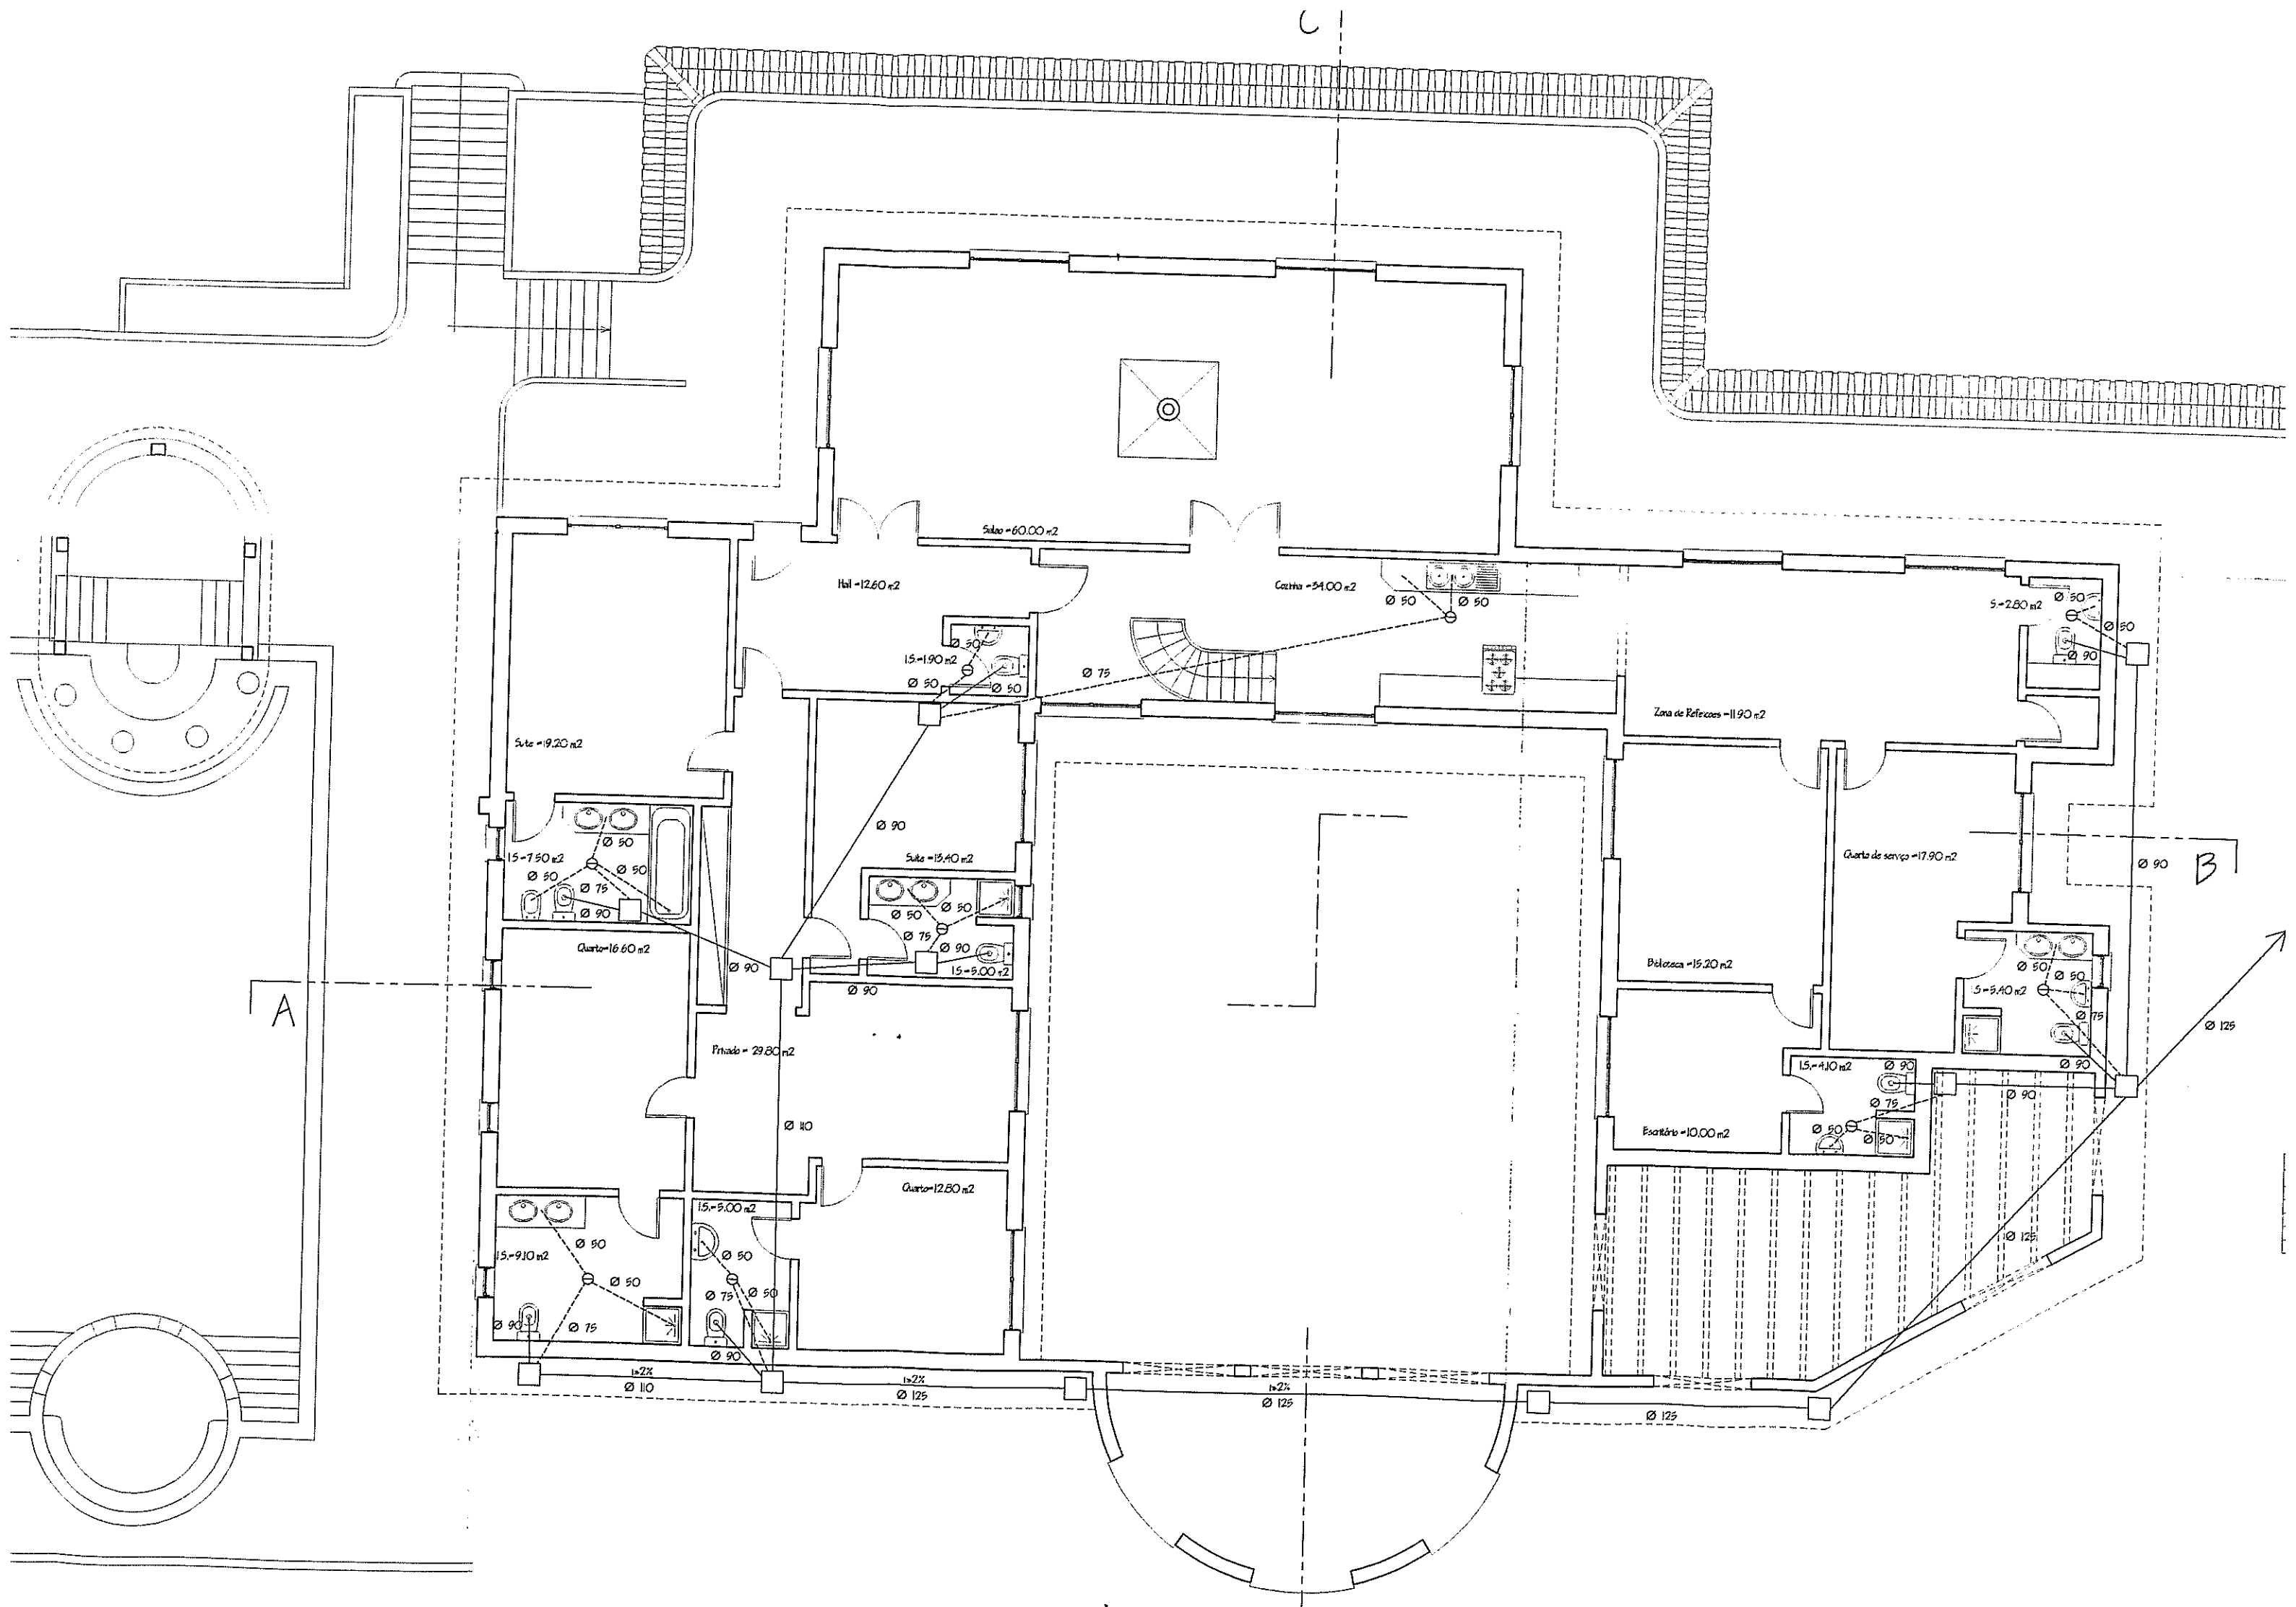 C
Salao =60.00 m2
Hall =12.60 m2
Cozinha =34.00 m2
Ø 50
Ø 50
I.S.=1.90 m2
Ø 50
Ø 50
Ø 50
Ø 75
S.=2.80 m2
Ø 50
Ø 50
Ø 90
Zona de Refeicoes =11.90 m2
Suite =19.20 m2
Ø 90
Suite =13.40 m2
I.S=7.50 m2
Ø 50
Ø 50
Ø 50
Ø 75
Ø 90
Quarto de serviço =17.90 m2
Ø 90
B
Ø 50
Ø 50
Ø 75
Ø 90
I.S=5.00 m2
Quarto=16.60 m2
Ø 90
Ø 90
A
Biblioteca =15.20 m2
Ø 50
Ø 50
I.S=5.40 m2
Ø 75
Ø 90
Ø 125
Privado = 29.80 m2
Ø 110
I.S.=4.10 m2
Ø 90
Ø 75
Ø 90
Ø 50
Ø 50
Escritório =10.00 m2
Quarto=12.80 m2
I.S.=5.00 m2
I.S.=9.10 m2
Ø 50
Ø 50
Ø 90
Ø 75
Ø 50
Ø 75
Ø 50
Ø 90
Ø 125
i=2%
Ø 110
i=2%
Ø 125
i=2%
Ø 125
Ø 125